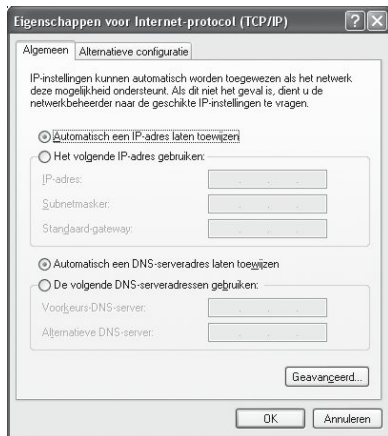 Eigenschappen voor Internet-protocol (TCP/IP)
Algemeen
Alternatieve configuratie
IP-instellingen kunnen automatisch worden toegewezen als het netwerk
deze mogelijkheid ondersteunt. Als dit niet het geval is, dient u de
netwerkbeheerder naar de geschikte IP-instellingen te vragen.
Automatisch een IP-adres laten toewijzen
Het volgende IP-adres gebruiken:
IP-adres:
Subnetmasker:
Standaard-gateway:
Automatisch een DNS-serveradres laten toewijzen
De volgende DNS-serveradressen gebruiken:
Voorkeurs-DNS-server:
Alternatieve DNS-server:
Geavanceerd...
OK
Annuleren